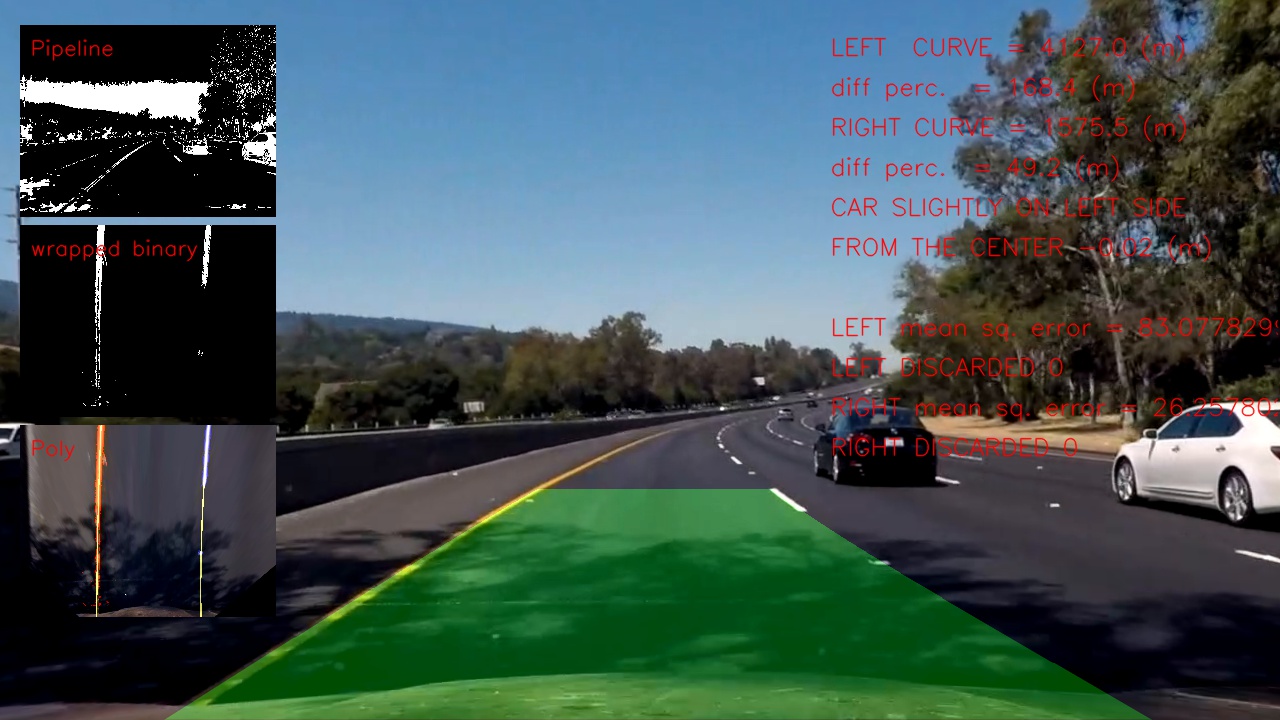 Pipeline
wrapped binary
Poly
LEFT CURVE = 4127.0 (m)
diff perc. = 168.4 (m)
RIGHT CURVE = 1575.5 (m)
diff perc. = 49.2 (m)
CAR SLIGHTLY ON LEFT SIDE
FROM THE CENTER -0.02 (m)
LEFT mean sq. error = 83.0778299
LEFT DISCARDED 0
RIGHT mean sq. error = 26.25780
RIGHT DISCARDED 0